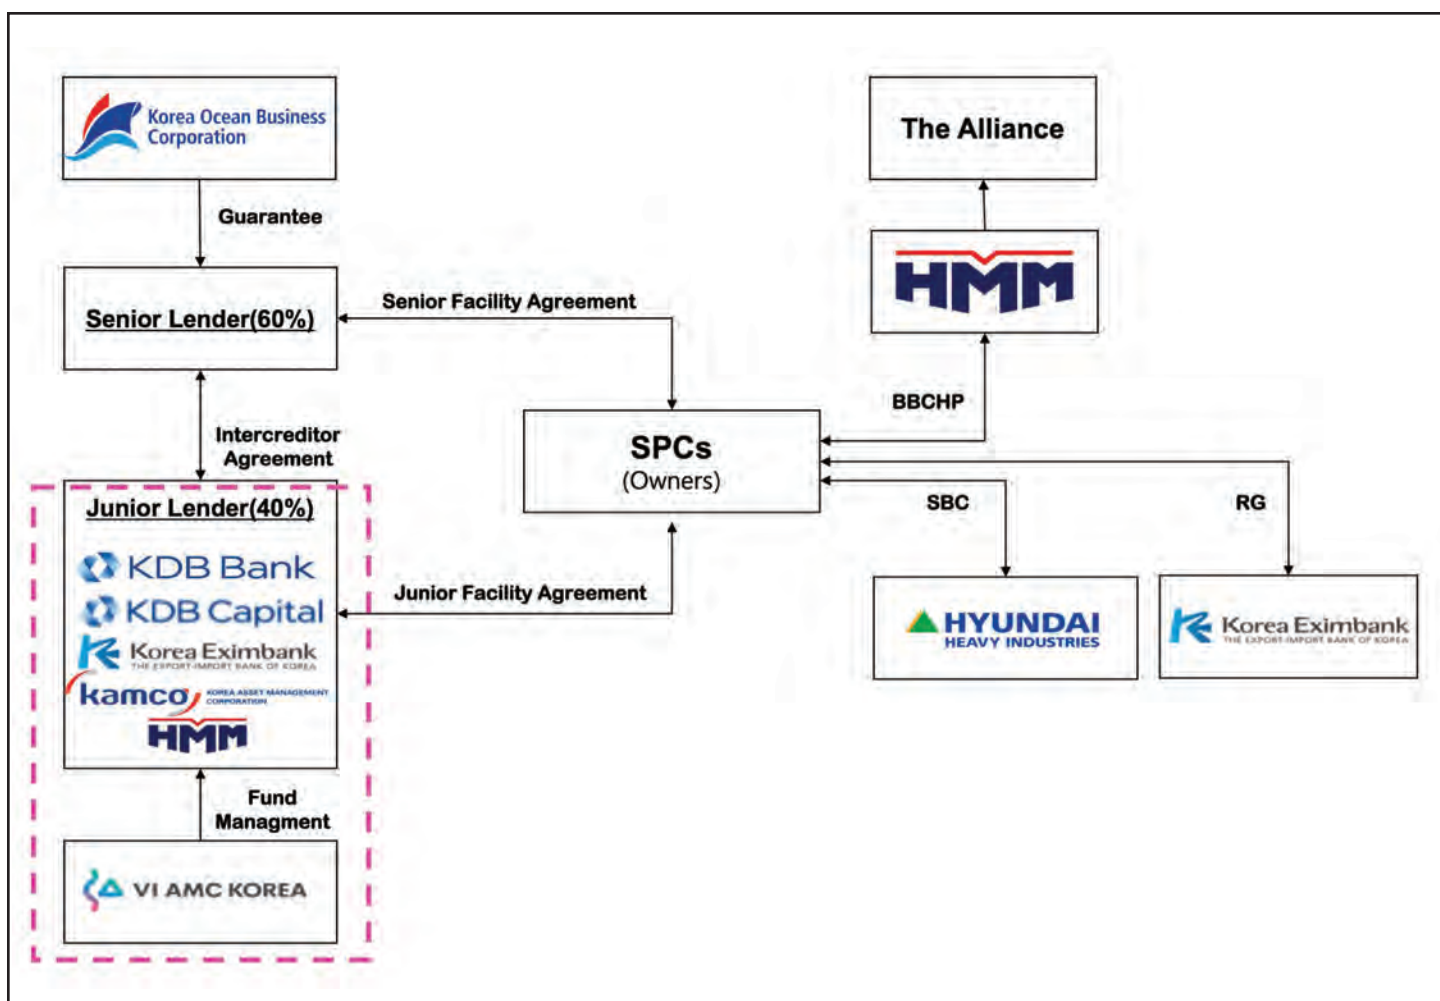 Korea Ocean Business
Corporation
The Alliance
Guarantee
HMM
Senior Lender(60%)
Senior Facility Agreement
BBCHP
Intercreditor
Agreement
SPCs
(Owners)
Junior Lender(40%)
SBC
RG
KDB Bank
KDB Capital
Junior Facility Agreement
Korea Eximbank
THE EXPORT-IMPORT BANK OF KOREA
kamco KOREA ASSET MANAGEMENT
CORPORATION
HMM
HYUNDAI
HEAVY INDUSTRIES
Korea Eximbank
THE EXPORT-IMPORT BANK OF KOREA
Fund
Managment
VI AMC KOREA